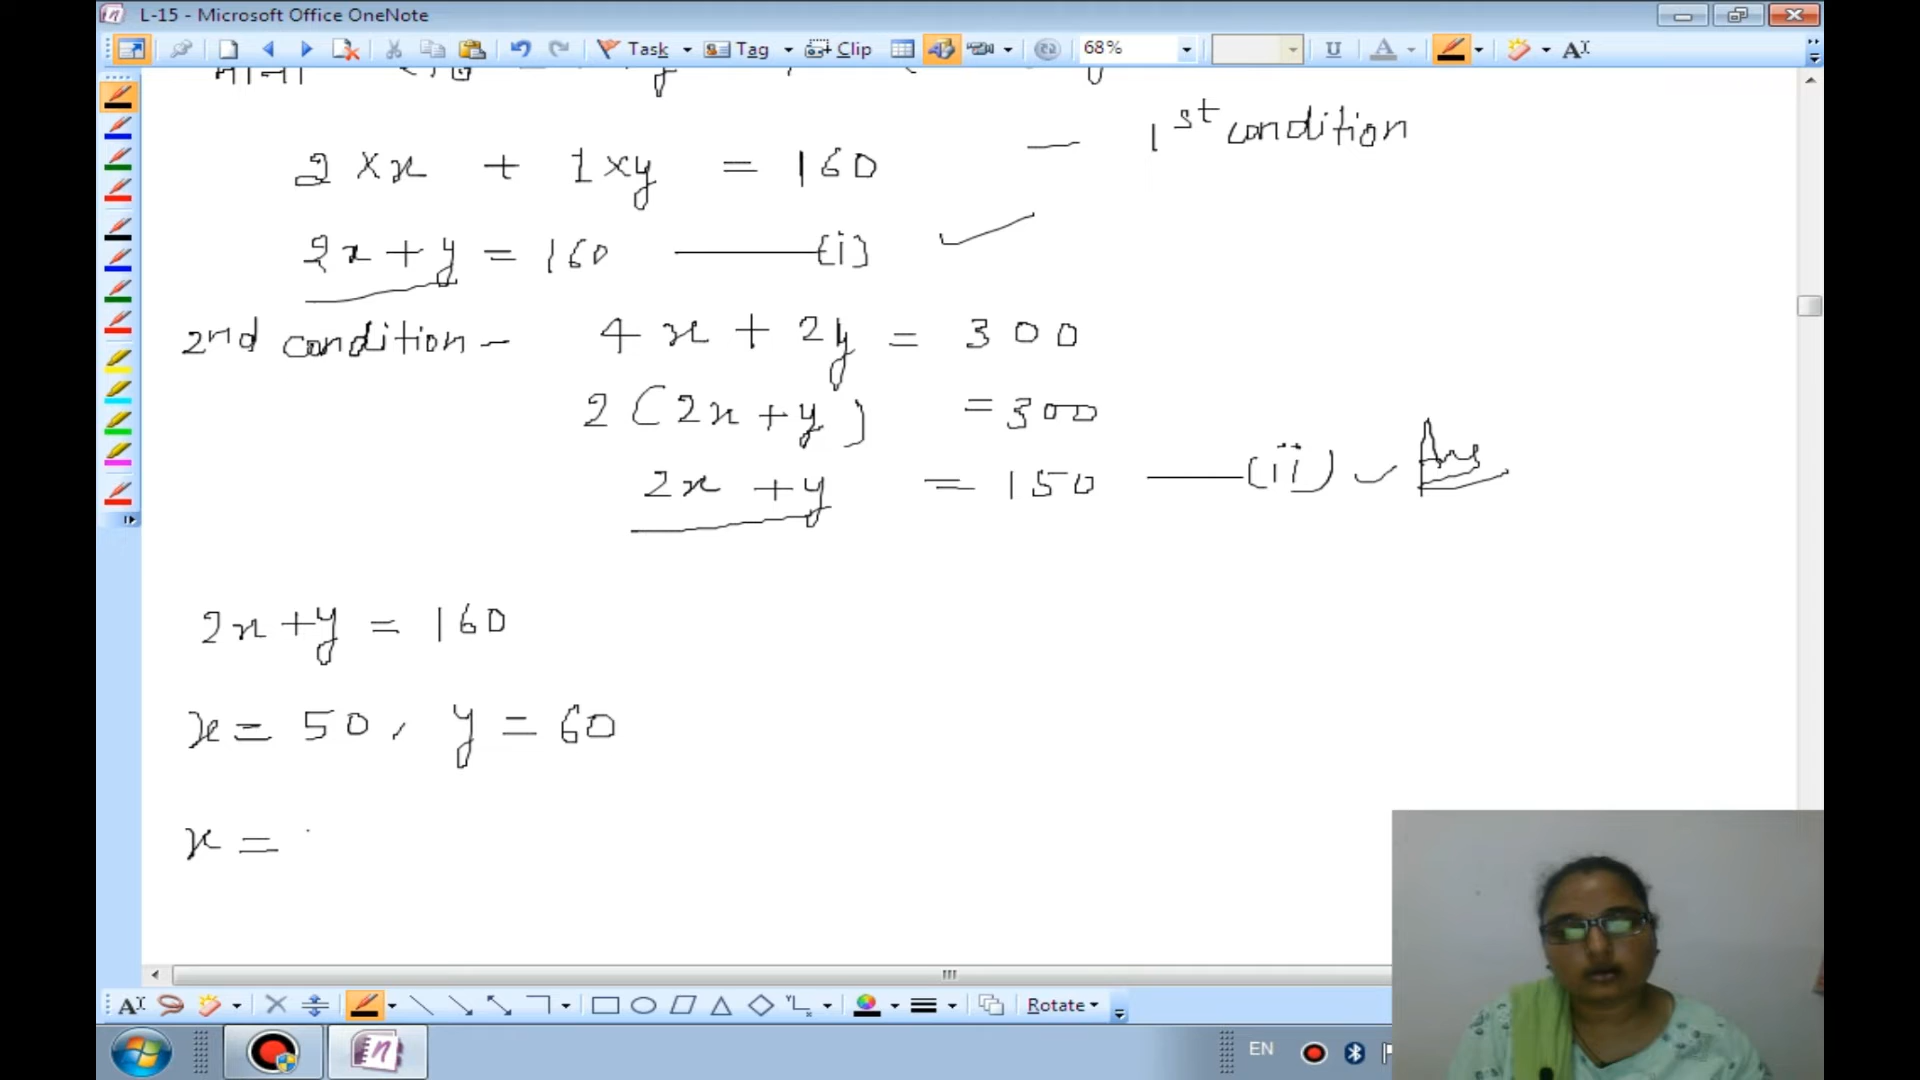 L-15 - Microsoft Office OneNote
Task Tag Clip 68% U A A
माना
1st condition
2 × x + 1 × y = 160
2x + y = 160 —(i)
2nd condition - 4x + 2y = 300
2(2x + y) = 300
2x + y = 150 —(ii) Ans
2x + y = 160
x = 50, y = 60
x =
A Rotate
EN